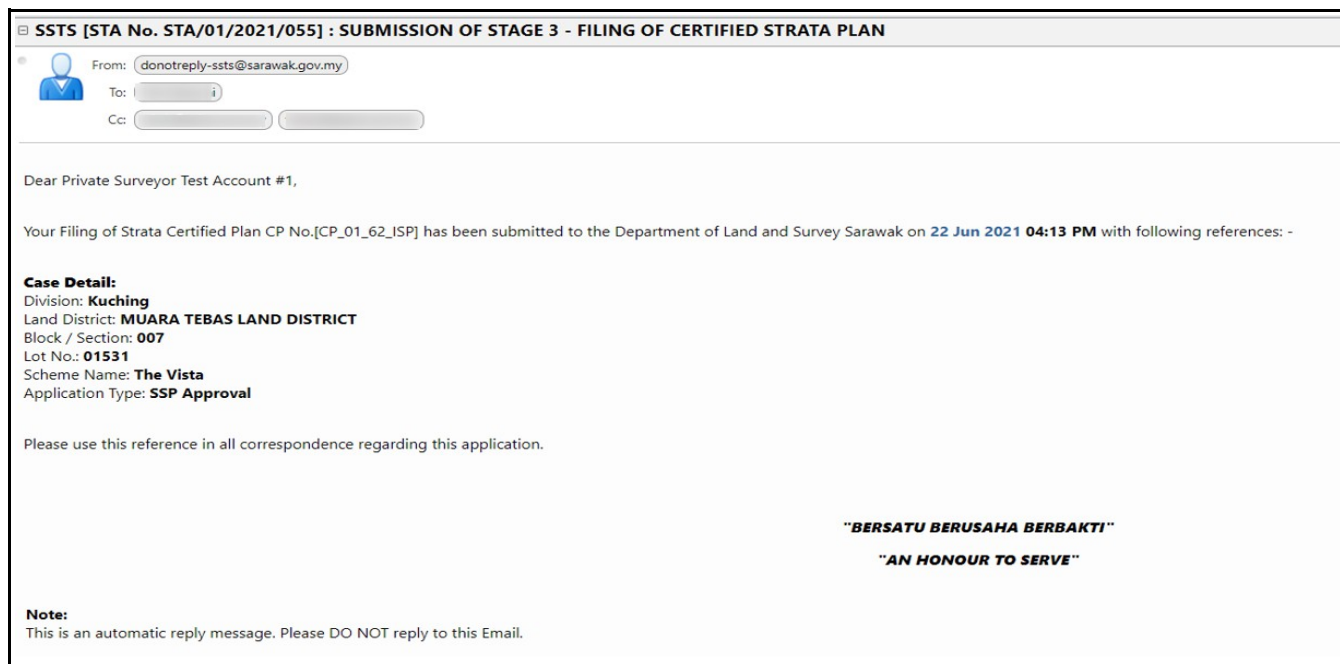 SSTS [STA No. STA/01/2021/055] : SUBMISSION OF STAGE 3 - FILING OF CERTIFIED STRATA PLAN
From: donotreply-ssts@sarawak.gov.my
To:
Cc:
Dear Private Surveyor Test Account #1,
Your Filing of Strata Certified Plan CP No.[CP_01_62_ISP] has been submitted to the Department of Land and Survey Sarawak on 22 Jun 2021 04:13 PM with following references: -
Case Detail:
Division: Kuching
Land District: MUARA TEBAS LAND DISTRICT
Block / Section: 007
Lot No.: 01531
Scheme Name: The Vista
Application Type: SSP Approval
Please use this reference in all correspondence regarding this application.
"BERSATU BERUSAHA BERBAKTI"
"AN HONOUR TO SERVE"
Note:
This is an automatic reply message. Please DO NOT reply to this Email.